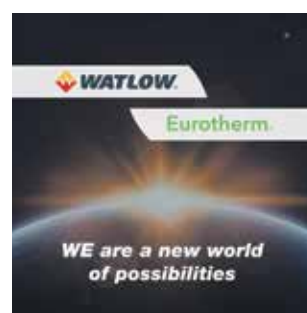 WATLOW.
Eurotherm.
WE are a new world
of possibilities